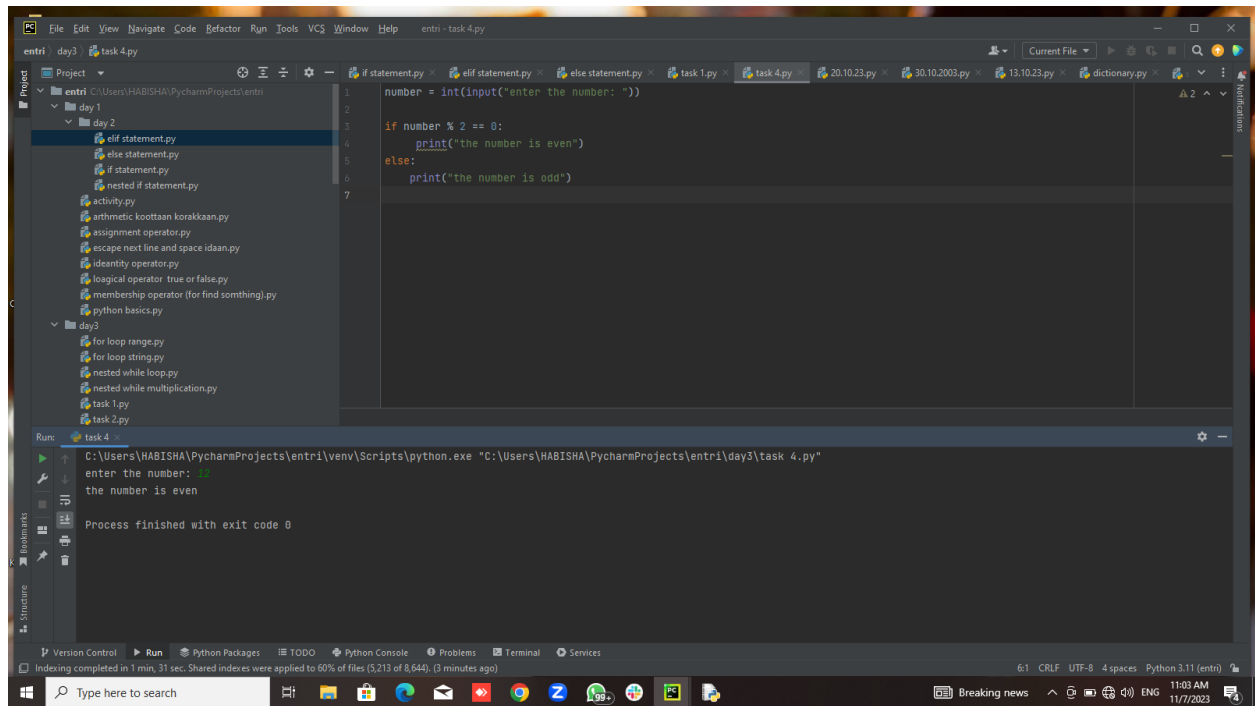 PC File Edit View Navigate Code Refactor Run Tools VCS Window Help entri - task 4.py
entri day3 task 4.py Current File
Project
Project if statement.py elif statement.py else statement.py task 1.py task 4.py 20.10.23.py 30.10.2003.py 13.10.23.py dictionary.py
Notifications
entri C:\Users\HABISHA\PycharmProjects\entri
day 1
day 2
elif statement.py
else statement.py
if statement.py
nested if statement.py
activity.py
arthmetic koottaan korakkaan.py
assignment operator.py
escape next line and space idaan.py
ideantity operator.py
loagical operator true or false.py
membership operator (for find somthing).py
python basics.py
day3
for loop range.py
for loop string.py
nested while loop.py
nested while multiplication.py
task 1.py
task 2.py
1 number = int(input("enter the number: "))
2
3 if number % 2 == 0:
4 print("the number is even")
5 else:
6 print("the number is odd")
7
2
Run: task 4
C:\Users\HABISHA\PycharmProjects\entri\venv\Scripts\python.exe "C:\Users\HABISHA\PycharmProjects\entri\day3\task 4.py"
enter the number: 12
the number is even
Process finished with exit code 0
Bookmarks
Structure
Version Control Run Python Packages TODO Python Console Problems Terminal Services
Indexing completed in 1 min, 31 sec. Shared indexes were applied to 60% of files (5,213 of 8,644). (3 minutes ago) 6:1 CRLF UTF-8 4 spaces Python 3.11 (entri)
Type here to search Z 99+ PC Breaking news ENG 11:03 AM
11/7/2023 4